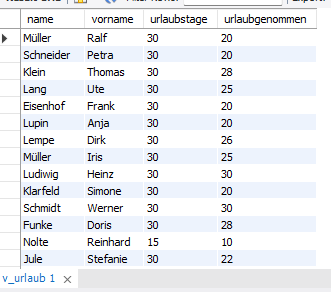 name vorname urlaubstage urlaubgenommen
Müller Ralf 30 20
Schneider Petra 30 20
Klein Thomas 30 28
Lang Ute 30 25
Eisenhof Frank 30 20
Lupin Anja 30 20
Lempe Dirk 30 26
Müller Iris 30 25
Ludiwig Heinz 30 30
Klarfeld Simone 30 20
Schmidt Werner 30 30
Funke Doris 30 28
Nolte Reinhard 15 10
Jule Stefanie 30 22
v_urlaub 1